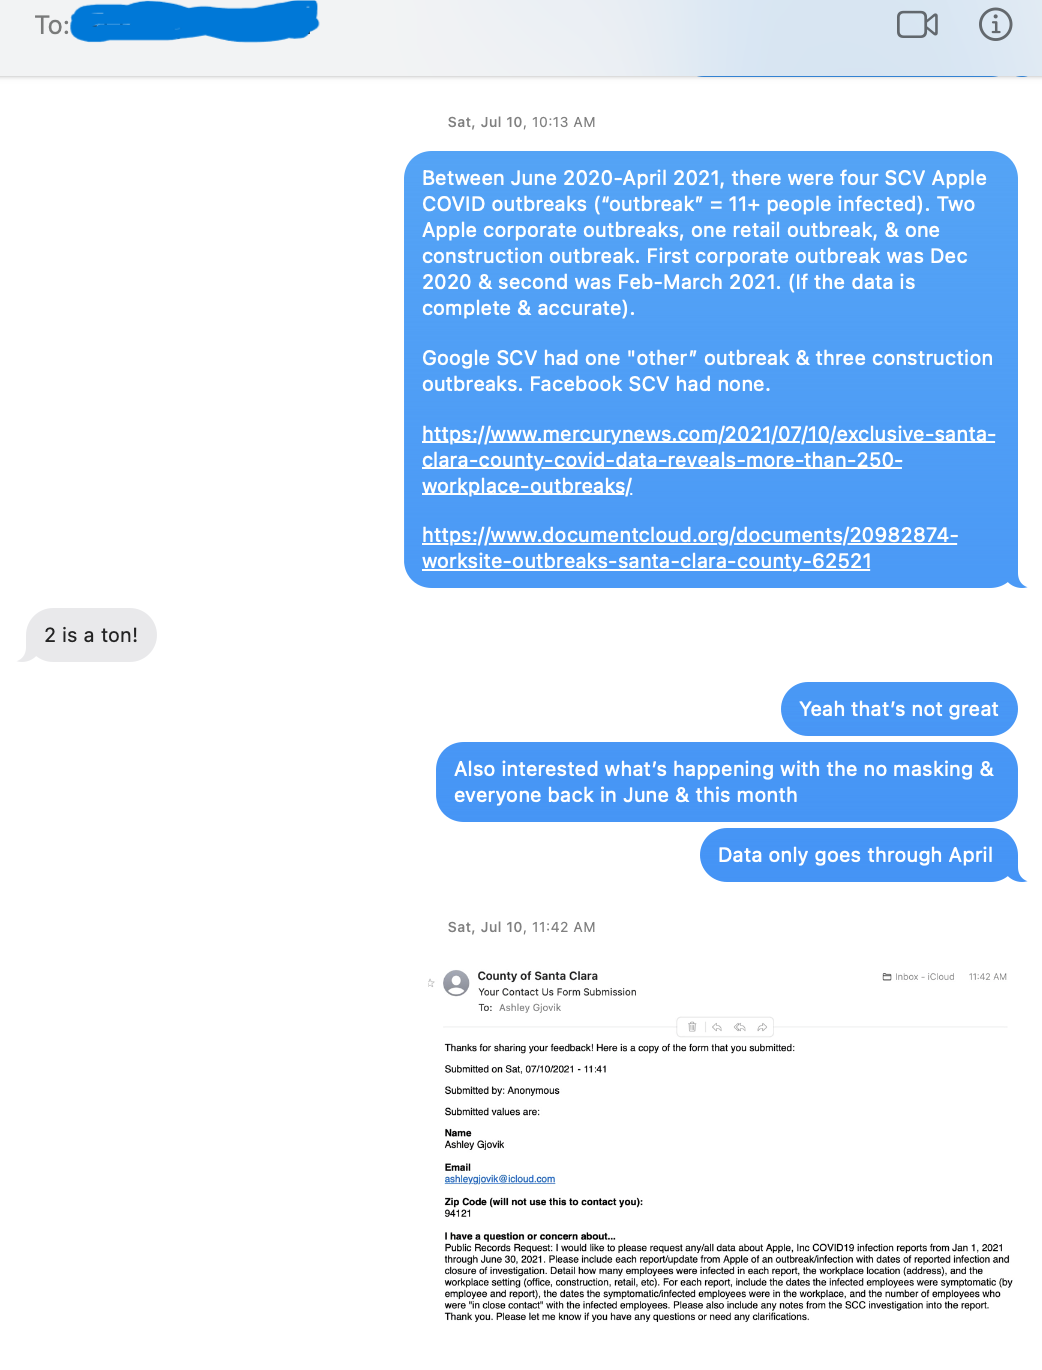 To:
Sat, Jul 10, 10:13 AM
Between June 2020-April 2021, there were four SCV Apple
COVID outbreaks (“outbreak” = 11+ people infected). Two
Apple corporate outbreaks, one retail outbreak, & one
construction outbreak. First corporate outbreak was Dec
2020 & second was Feb-March 2021. (If the data is
complete & accurate).
Google SCV had one "other” outbreak & three construction
outbreaks. Facebook SCV had none.
https://www.mercurynews.com/2021/07/10/exclusive-santa-
clara-county-covid-data-reveals-more-than-250-
workplace-outbreaks/
https://www.documentcloud.org/documents/20982874-
worksite-outbreaks-santa-clara-county-62521
2 is a ton!
Yeah that’s not great
Also interested what’s happening with the no masking &
everyone back in June & this month
Data only goes through April
Sat, Jul 10, 11:42 AM
County of Santa Clara
Inbox - iCloud 11:42 AM
Your Contact Us Form Submission
To: Ashley Gjovik
Thanks for sharing your feedback! Here is a copy of the form that you submitted:
Submitted on Sat, 07/10/2021 - 11:41
Submitted by: Anonymous
Submitted values are:
Name
Ashley Gjovik
Email
ashleygjovik@icloud.com
Zip Code (will not use this to contact you):
94121
I have a question or concern about...
Public Records Request: I would like to please request any/all data about Apple, Inc COVID19 infection reports from Jan 1, 2021
through June 30, 2021. Please include each report/update from Apple of an outbreak/infection with dates of reported infection and
closure of investigation. Detail how many employees were infected in each report, the workplace location (address), and the
workplace setting (office, construction, retail, etc). For each report, include the dates the infected employees were symptomatic (by
employee and report), the dates the symptomatic/infected employees were in the workplace, and the number of employees who
were "in close contact" with the infected employees. Please also include any notes from the SCC investigation into the report.
Thank you. Please let me know if you have any questions or need any clarifications.